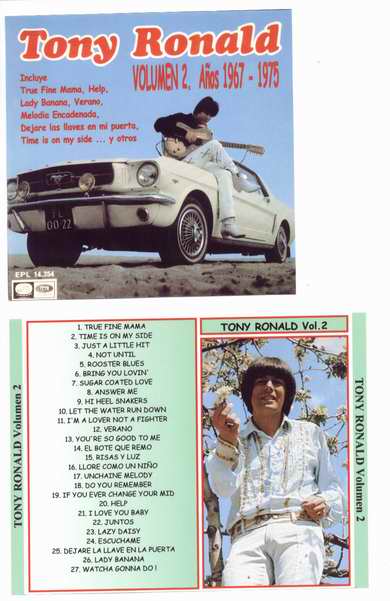 Tony Ronald
VOLUMEN 2, Años 1967 - 1975
Incluye
True Fine Mama, Help,
Lady Banana, Verano,
Melodia Encadenada,
Dejare las llaves en mi puerta,
Time is on my side ... y otros
00·22
EPL 14.354
TONY RONALD Volumen 2
1. TRUE FINE MAMA
2. TIME IS ON MY SIDE
3. JUST A LITTLE HIT
4. NOT UNTIL
5. ROOSTER BLUES
6. BRING YOU LOVIN'
7. SUGAR COATED LOVE
8. ANSWER ME
9. HI HEEL SNAKERS
10. LET THE WATER RUN DOWN
11. I'M A LOVER NOT A FIGHTER
12. VERANO
13. YOU'RE SO GOOD TO ME
14. EL BOTE QUE REMO
15. RISAS Y LUZ
16. LLORE COMO UN NIÑO
17. UNCHAINE MELODY
18. DO YOU REMEMBER
19. IF YOU EVER CHANGE YOUR MID
20. HELP
21. I LOVE YOU BABY
22. JUNTOS
23. LAZY DAISY
24. ESCUCHAME
25. DEJARE LA LLAVE EN LA PUERTA
26. LADY BANANA
27. WATCHA GONNA DO !
TONY RONALD Vol.2
TONY RONALD Volumen 2